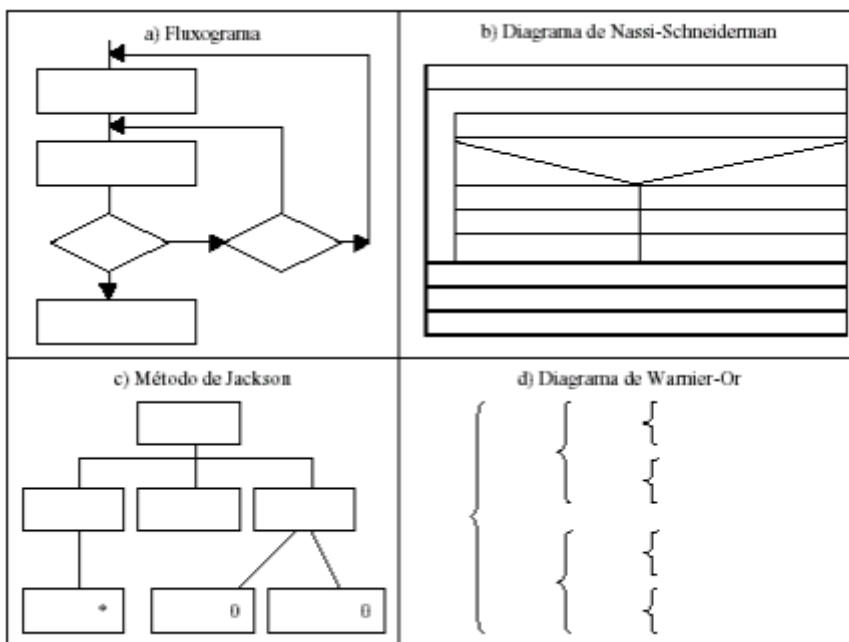 a) Fluxograma
b) Diagrama de Nassi-Schneiderman
c) Método de Jackson
d) Diagrama de Warnier-Or
*
0
0